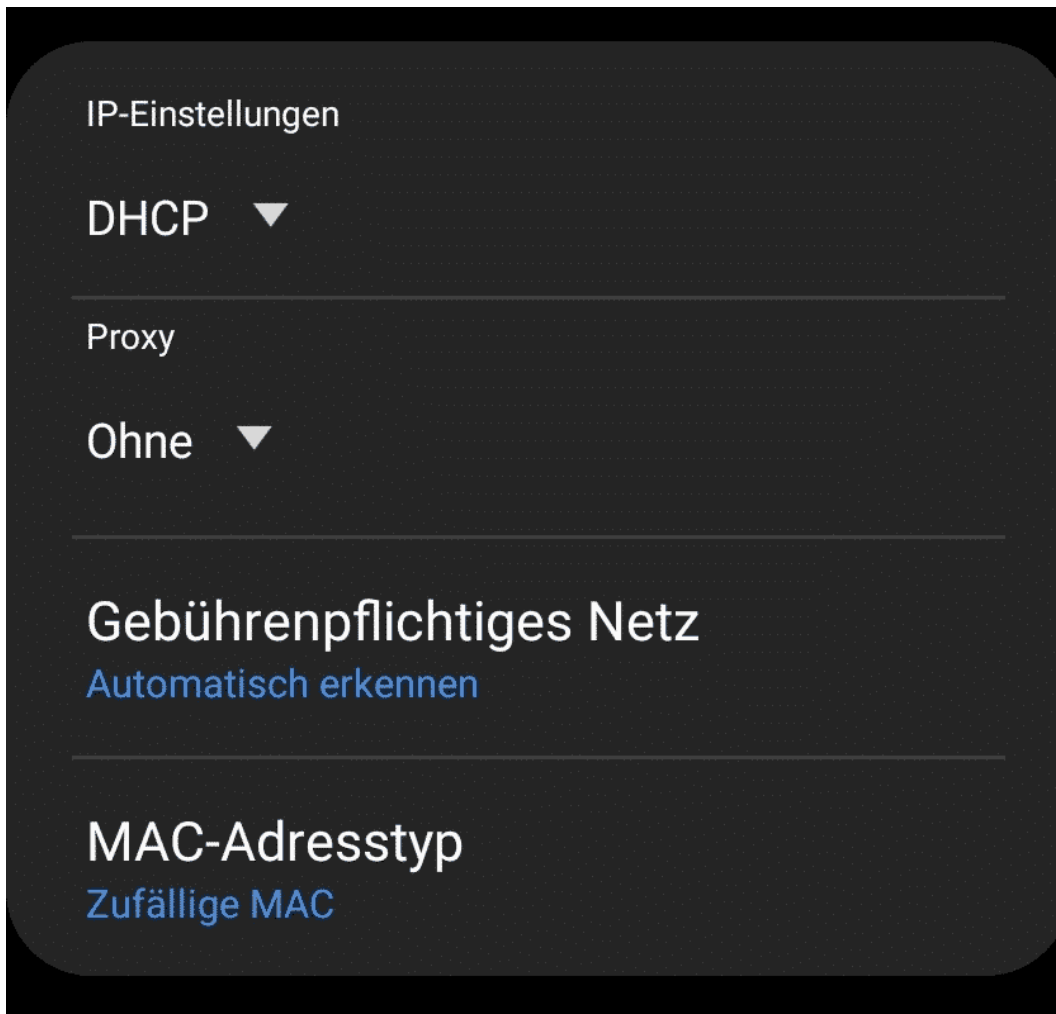 IP-Einstellungen
DHCP
Proxy
Ohne
Gebührenpflichtiges Netz
Automatisch erkennen
MAC-Adresstyp
Zufällige MAC